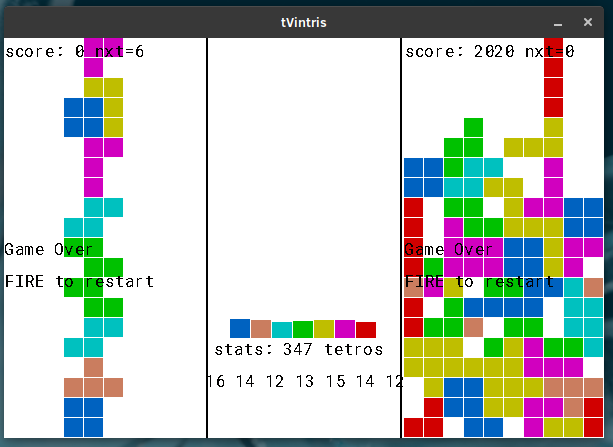 tVintris
score: 0 nxt=6
score: 2020 nxt=0
Game Over
FIRE to restart
Game Over
FIRE to restart
stats: 347 tetros
16 14 12 13 15 14 12